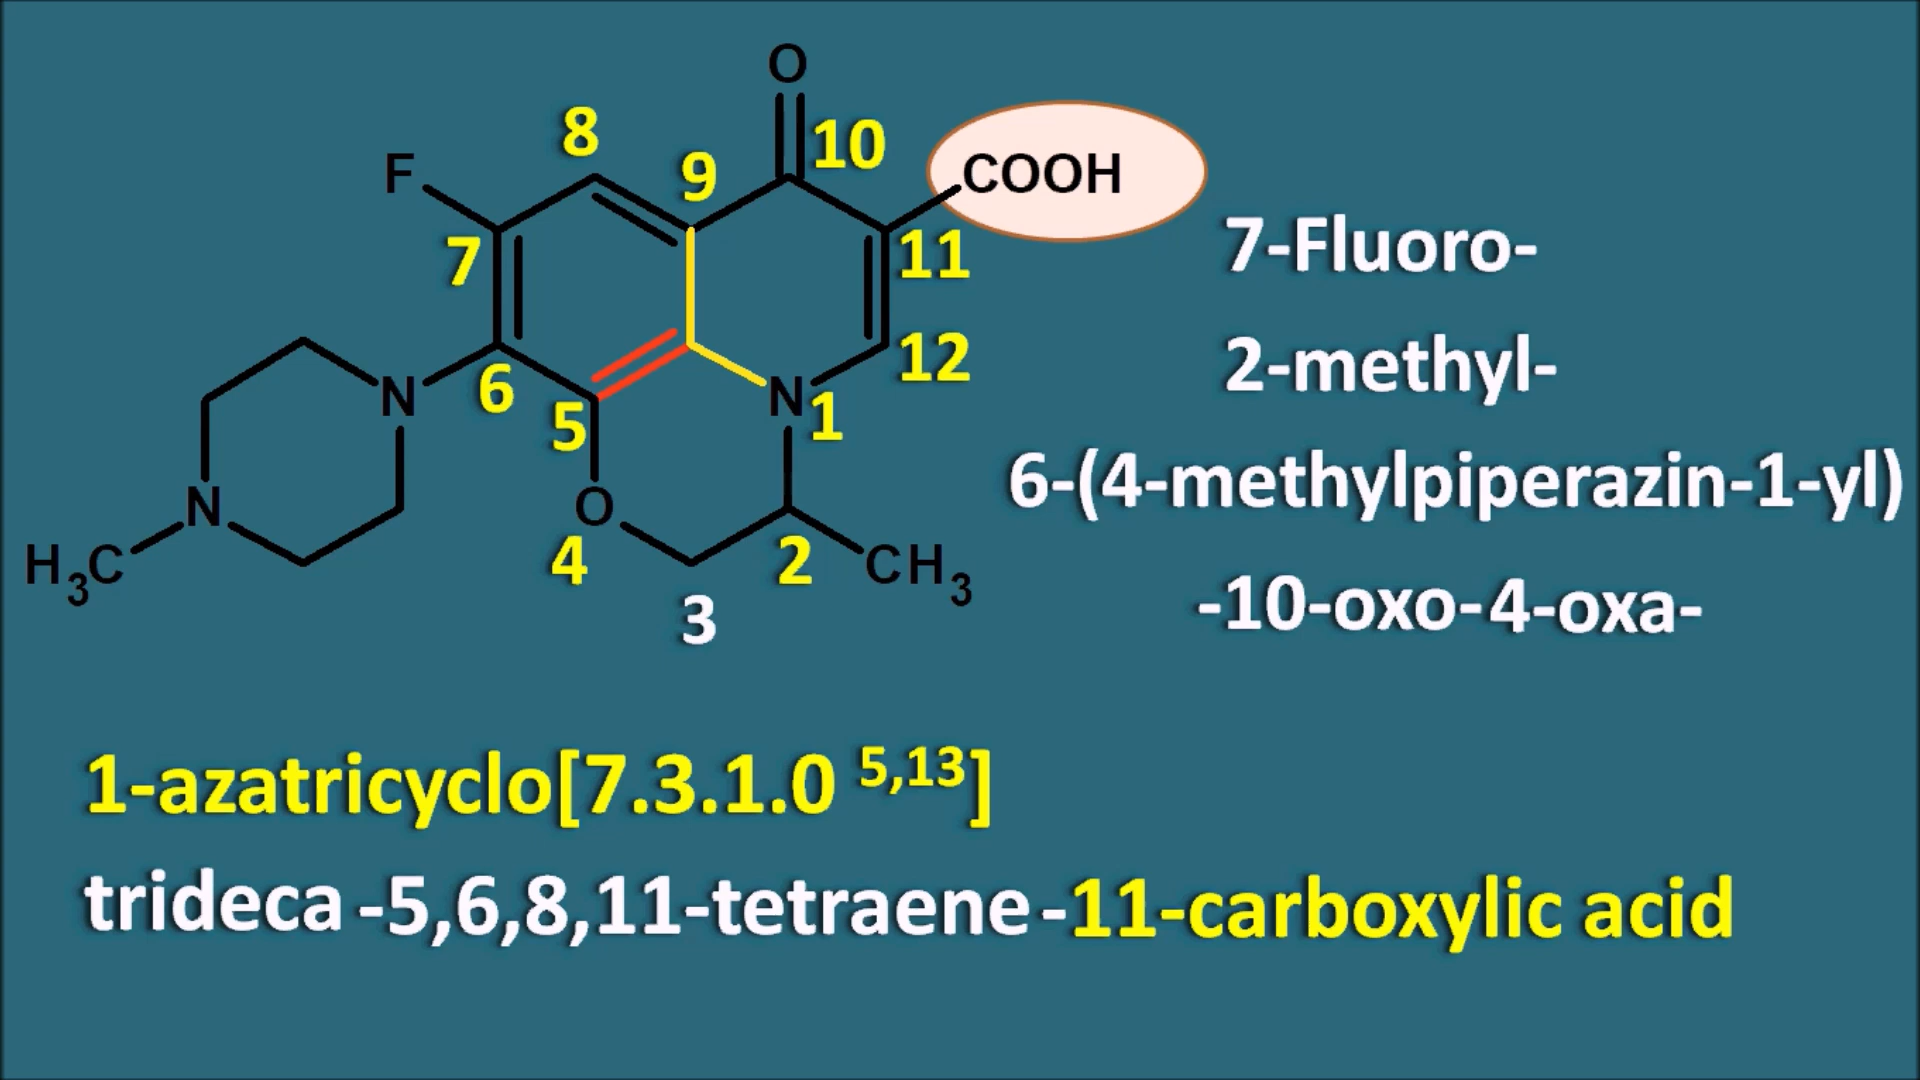 O
8
10
F
9
COOH
7
11
7-Fluoro-
12
2-methyl-
N
6
N
1
5
6-(4-methylpiperazin-1-yl)
N
O
H₃C
4
2
CH₃
-10-oxo-4-oxa-
3
1-azatricyclo[7.3.1.0 ⁵,¹³]
trideca -5,6,8,11-tetraene -11-carboxylic acid